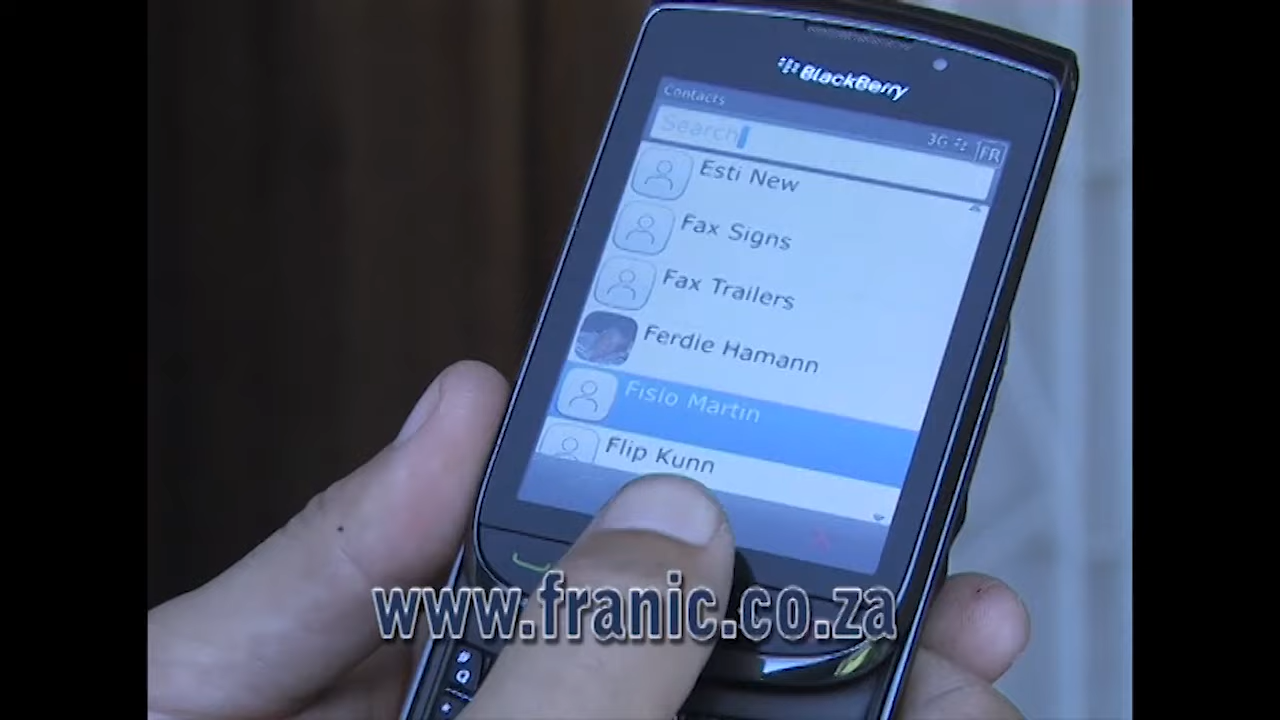 BlackBerry
Contacts
Search
3G
FR
Esti New
Fax Signs
Fax Trailers
Ferdie Hamann
Fislo Martin
Flip Kunn
www.franic.co.za
#
Q
*